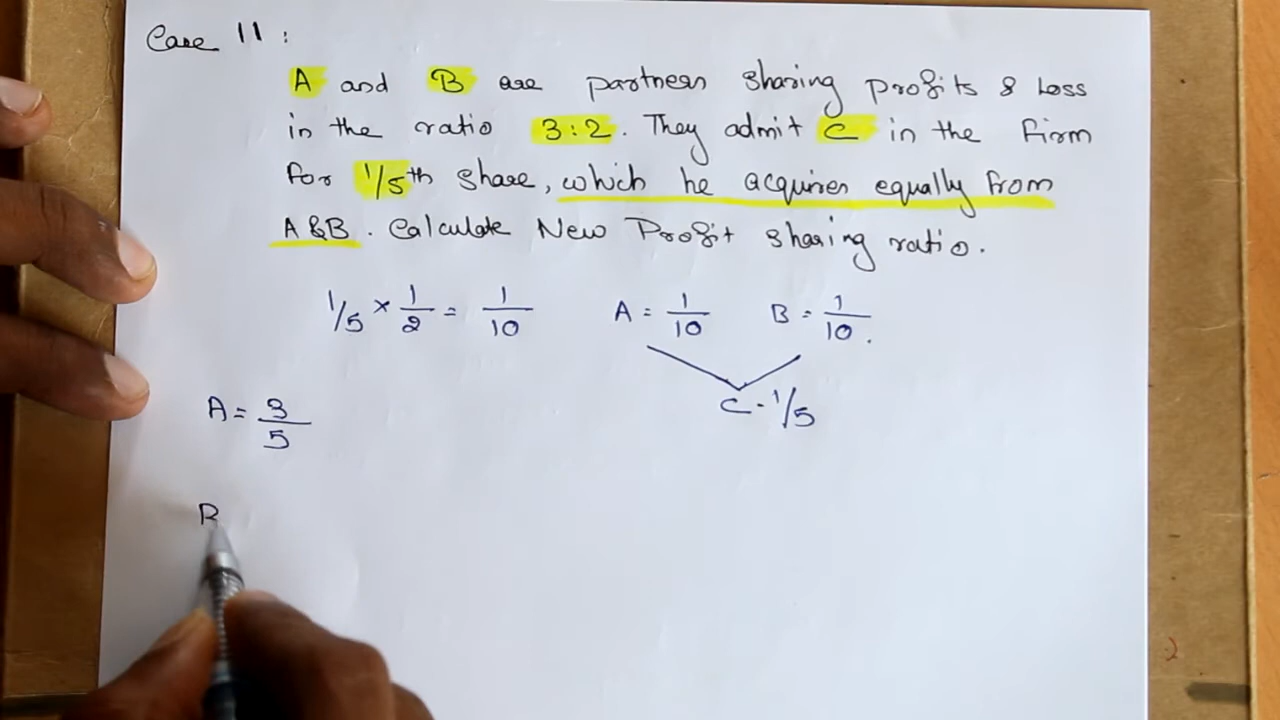 Case 11 :
A and B are partners sharing profits & Loss
in the ratio 3:2. They admit C in the firm
for 1/5th share, which he acquires equally from
A & B. Calculate New Profit sharing ratio.
1/5 × 1/2 = 1/10 A = 1/10 B = 1/10.
C - 1/5
A = 3/5
B